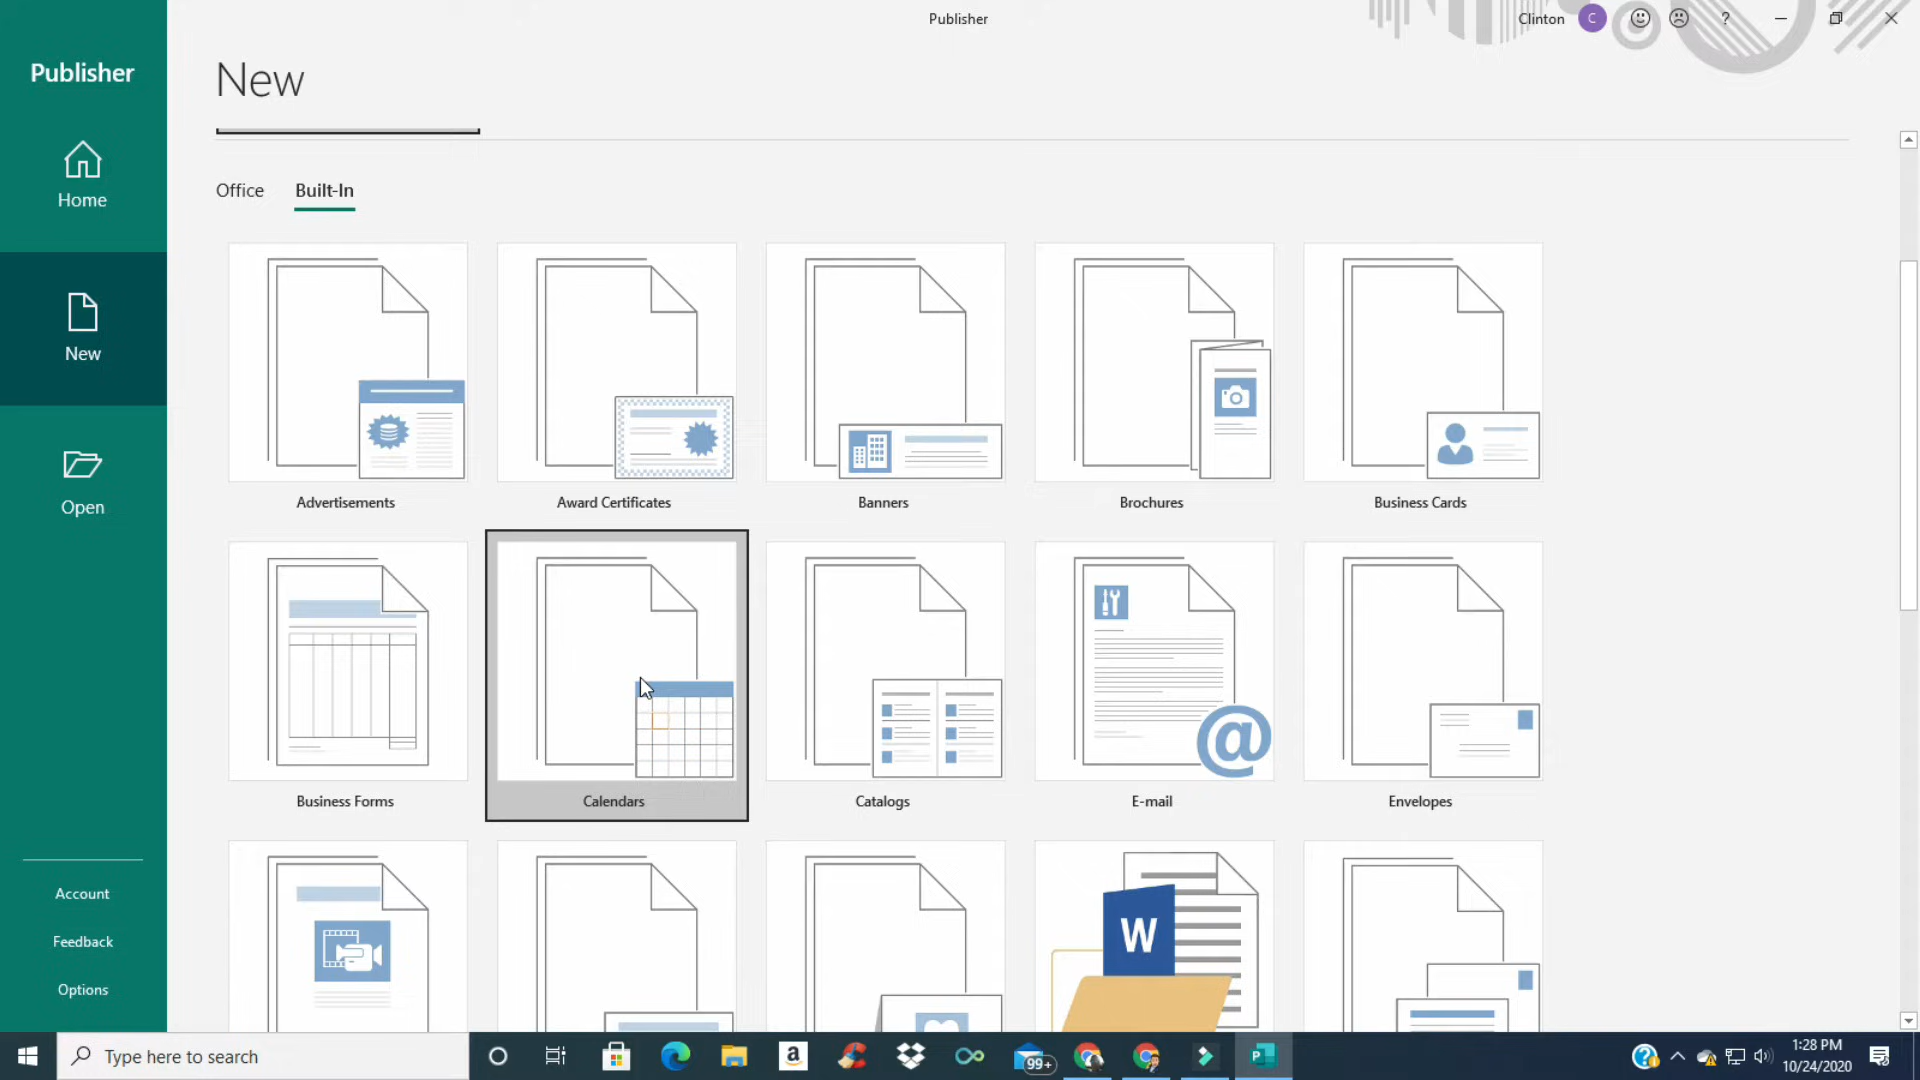 Publisher
Clinton
C
?
Publisher
New
Home
New
Open
Account
Feedback
Options
Office
Built-In
Advertisements
Award Certificates
Banners
Brochures
Business Cards
Business Forms
Calendars
Catalogs
@
E-mail
Envelopes
W
Type here to search
a
99+
P
?
1:28 PM
10/24/2020